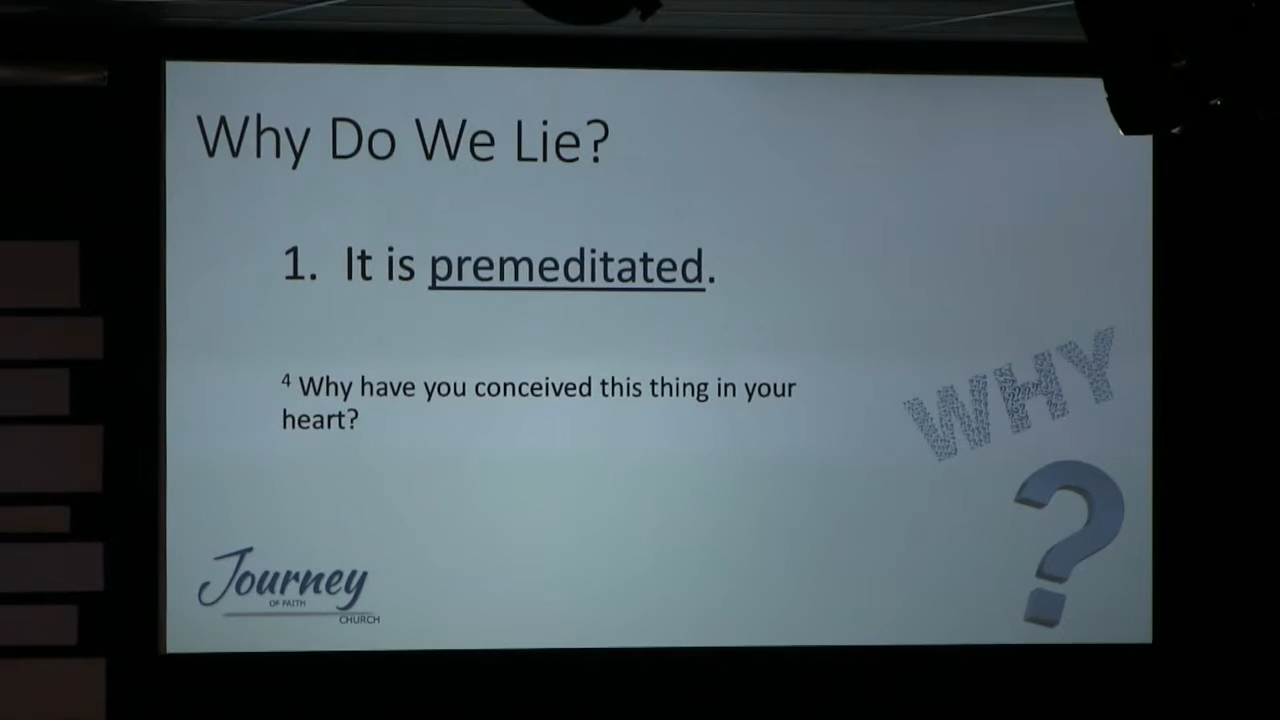 Why Do We Lie?
1. It is premeditated.
4 Why have you conceived this thing in your
heart?
WHY
?
Journey
OF FAITH
CHURCH